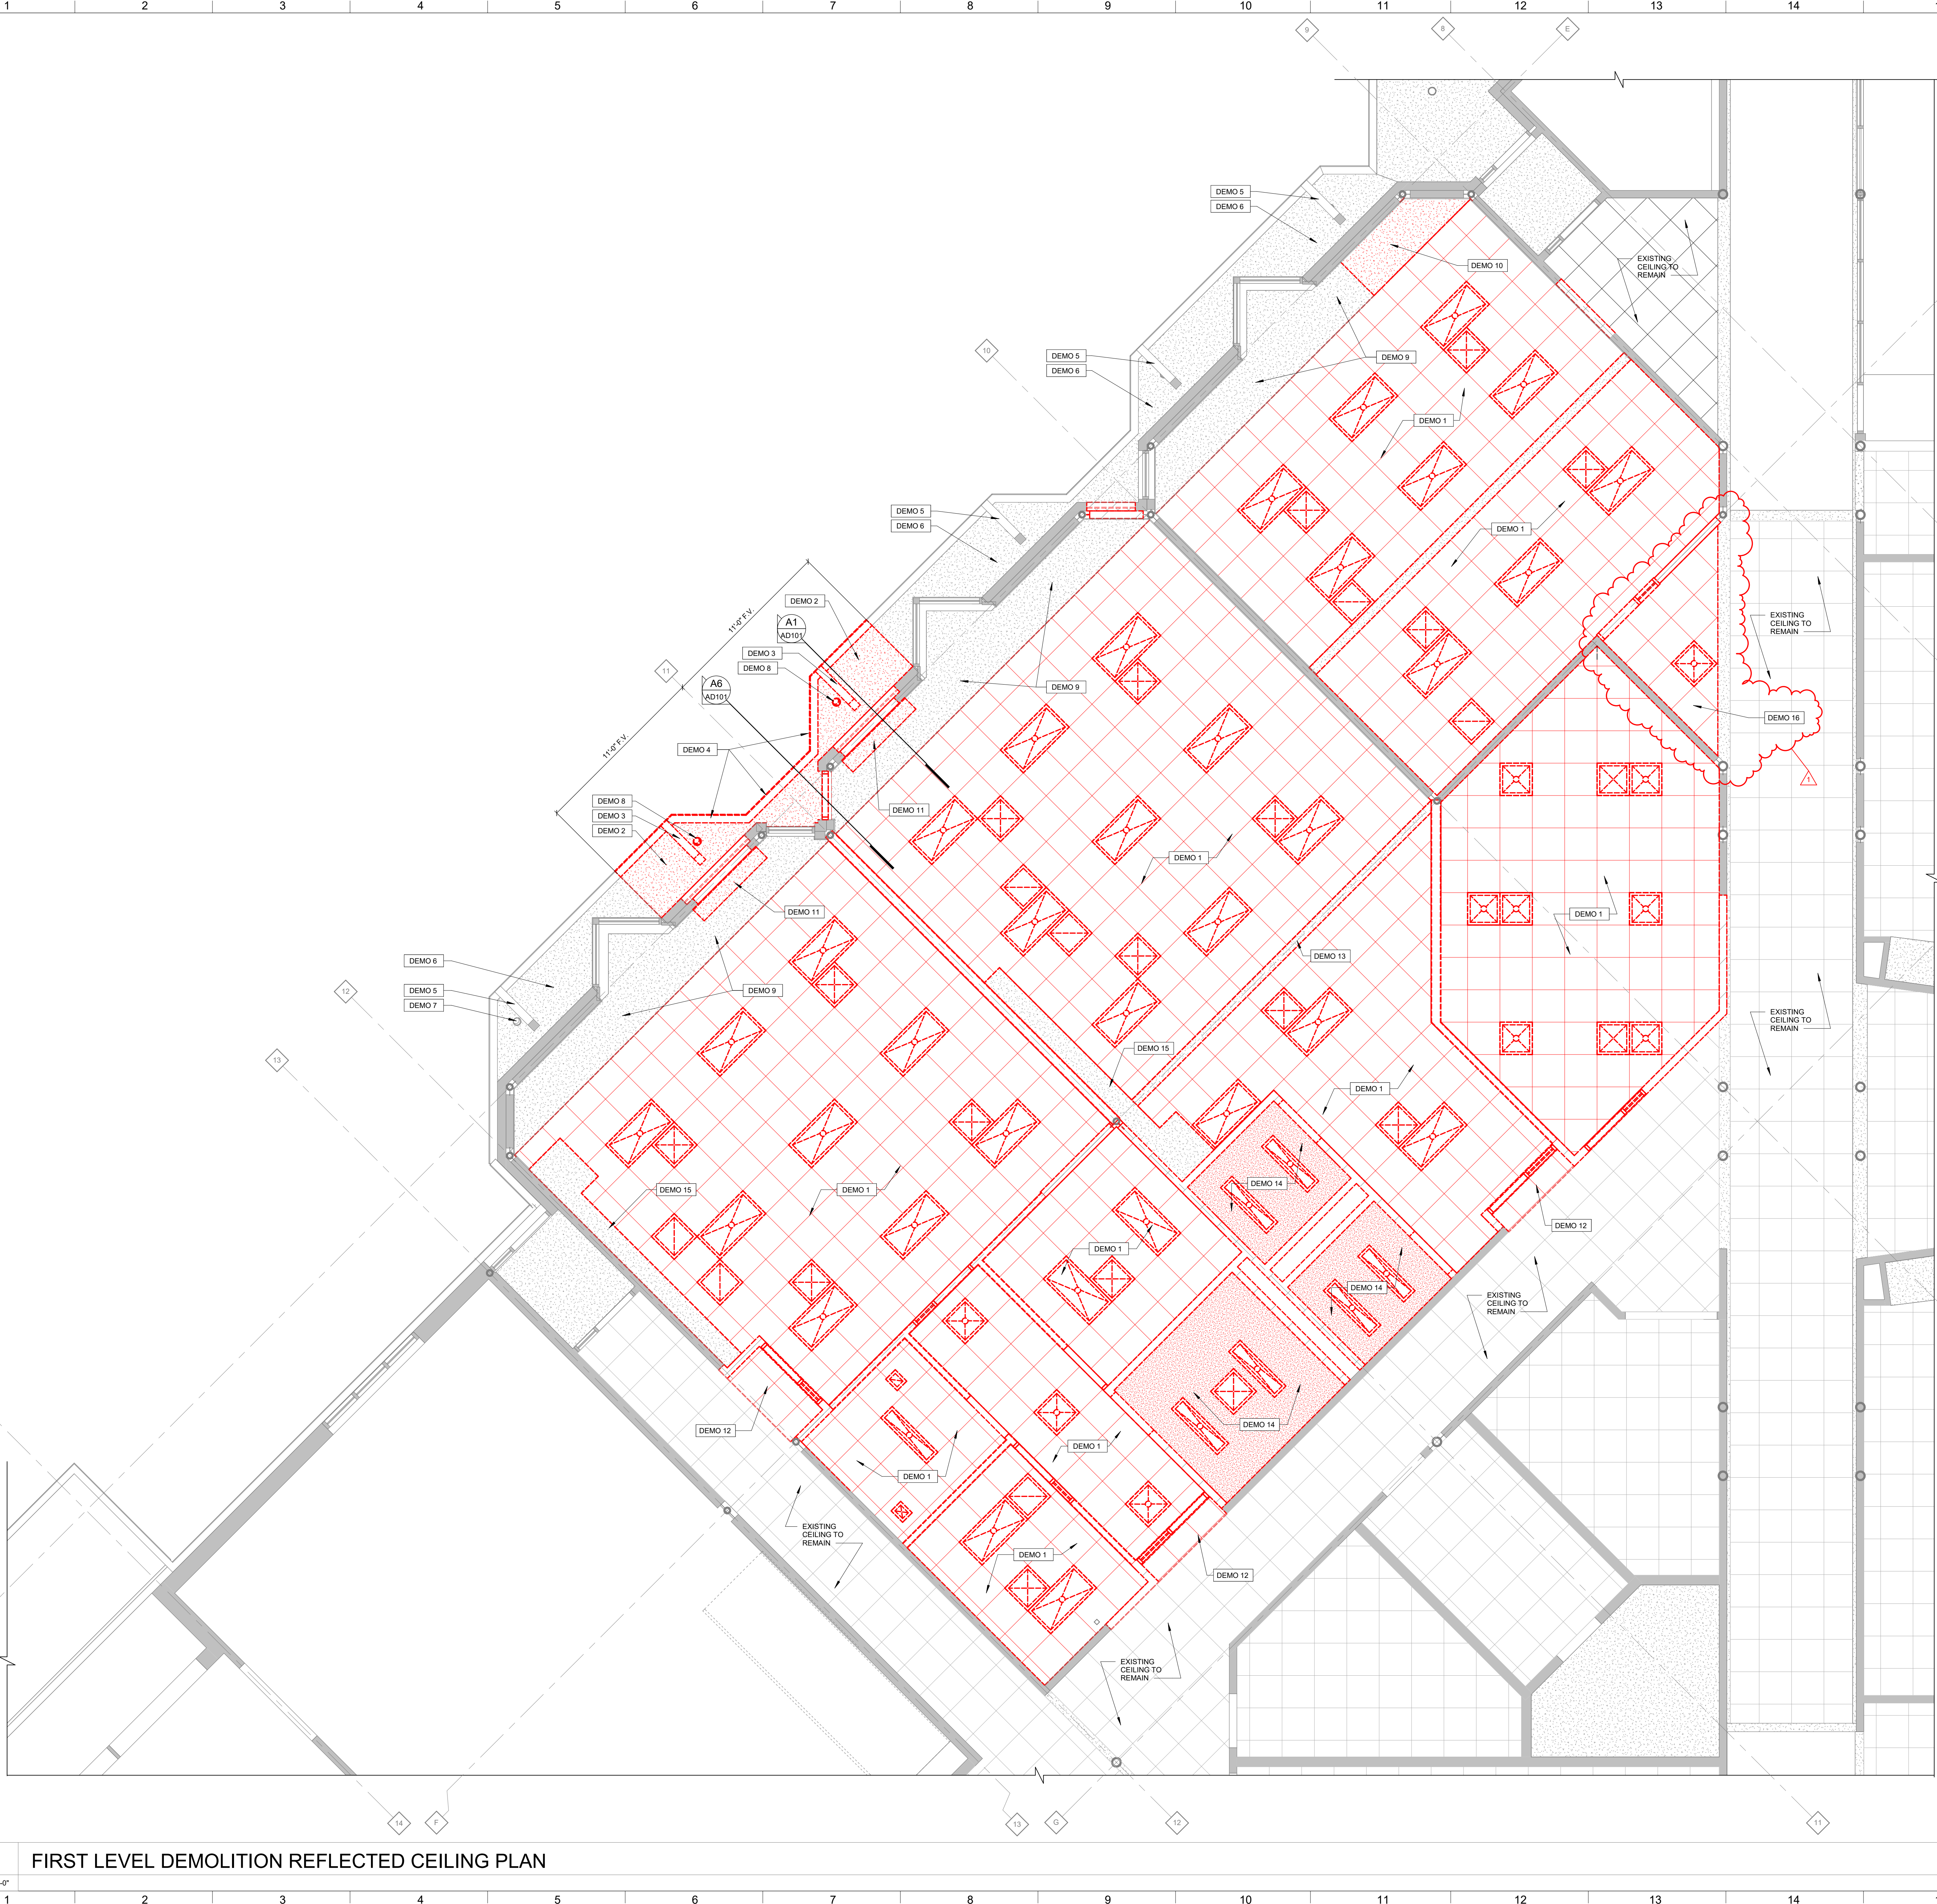 1 2 3 4 5 6 7 8 9 10 11 12 13 14
9
8
E
DEMO 5
DEMO 6
DEMO 10
EXISTING
CEILING TO
REMAIN
10
DEMO 5
DEMO 6
DEMO 9
DEMO 1
DEMO 5
DEMO 6
DEMO 1
DEMO 2
11'-0" F.V.
A1
AD101
DEMO 3
DEMO 8
EXISTING
CEILING TO
REMAIN
11
A6
AD101
DEMO 9
DEMO 16
11'-0" F.V.
DEMO 4
1
DEMO 8
DEMO 3
DEMO 2
DEMO 11
DEMO 1
DEMO 11
DEMO 1
DEMO 6
DEMO 13
DEMO 5
DEMO 7
12
DEMO 9
EXISTING
CEILING TO
REMAIN
13
DEMO 15
DEMO 1
DEMO 15
DEMO 1
DEMO 14
DEMO 12
DEMO 1
DEMO 14
EXISTING
CEILING TO
REMAIN
DEMO 12
DEMO 14
DEMO 1
DEMO 1
EXISTING
CEILING TO
REMAIN
DEMO 1
DEMO 12
EXISTING
CEILING TO
REMAIN
14
F
13
G
12
11
FIRST LEVEL DEMOLITION REFLECTED CEILING PLAN
-0"
1 2 3 4 5 6 7 8 9 10 11 12 13 14